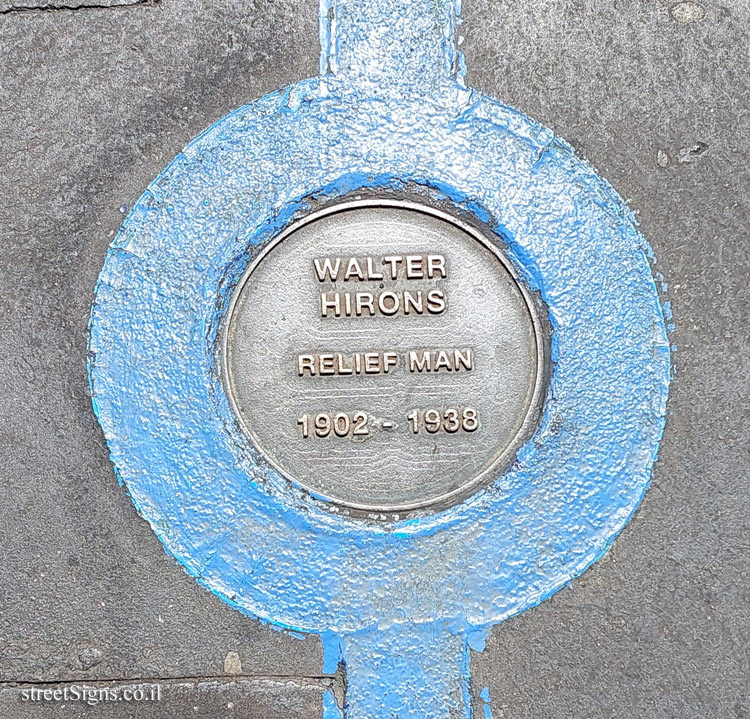 WALTER
HIRONS
RELIEF MAN
1902 - 1938
streetSigns.co.il